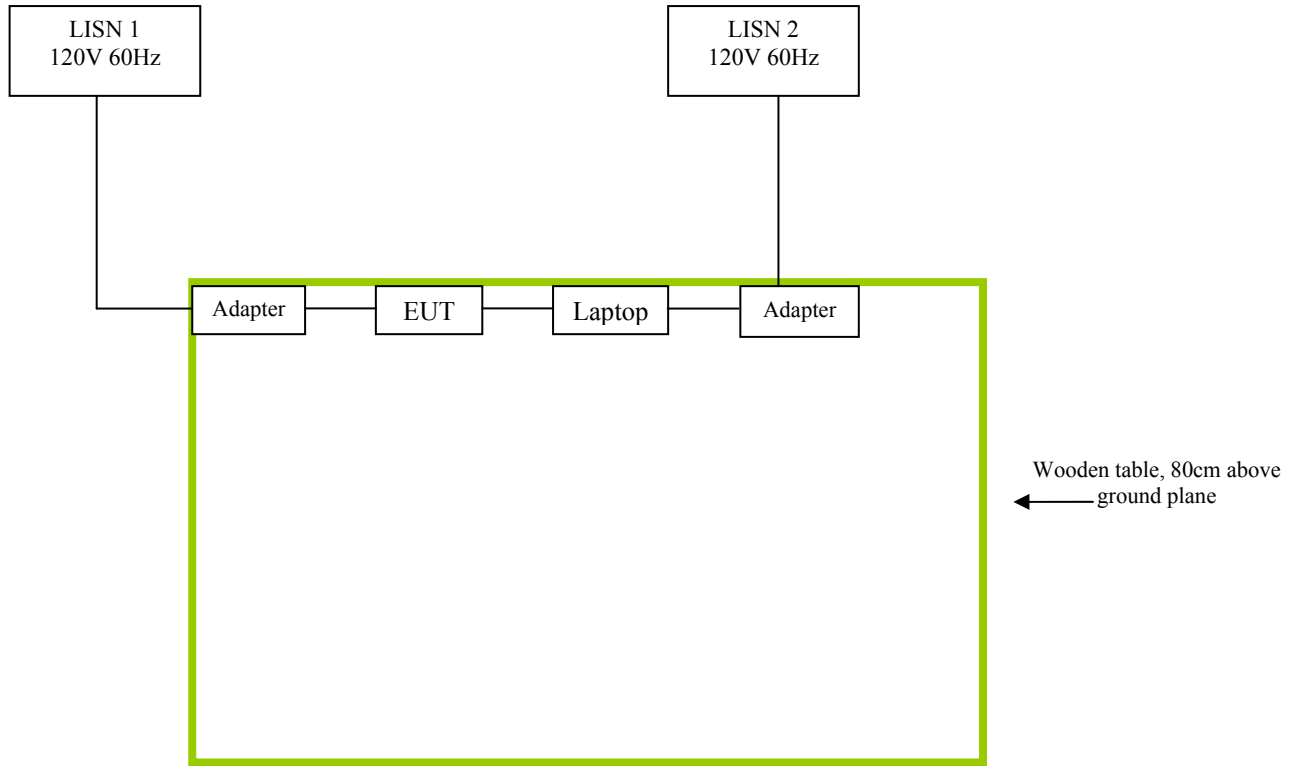 LISN 1
120V 60Hz
LISN 2
120V 60Hz
Adapter
EUT
Laptop
Adapter
Wooden table, 80cm above
ground plane